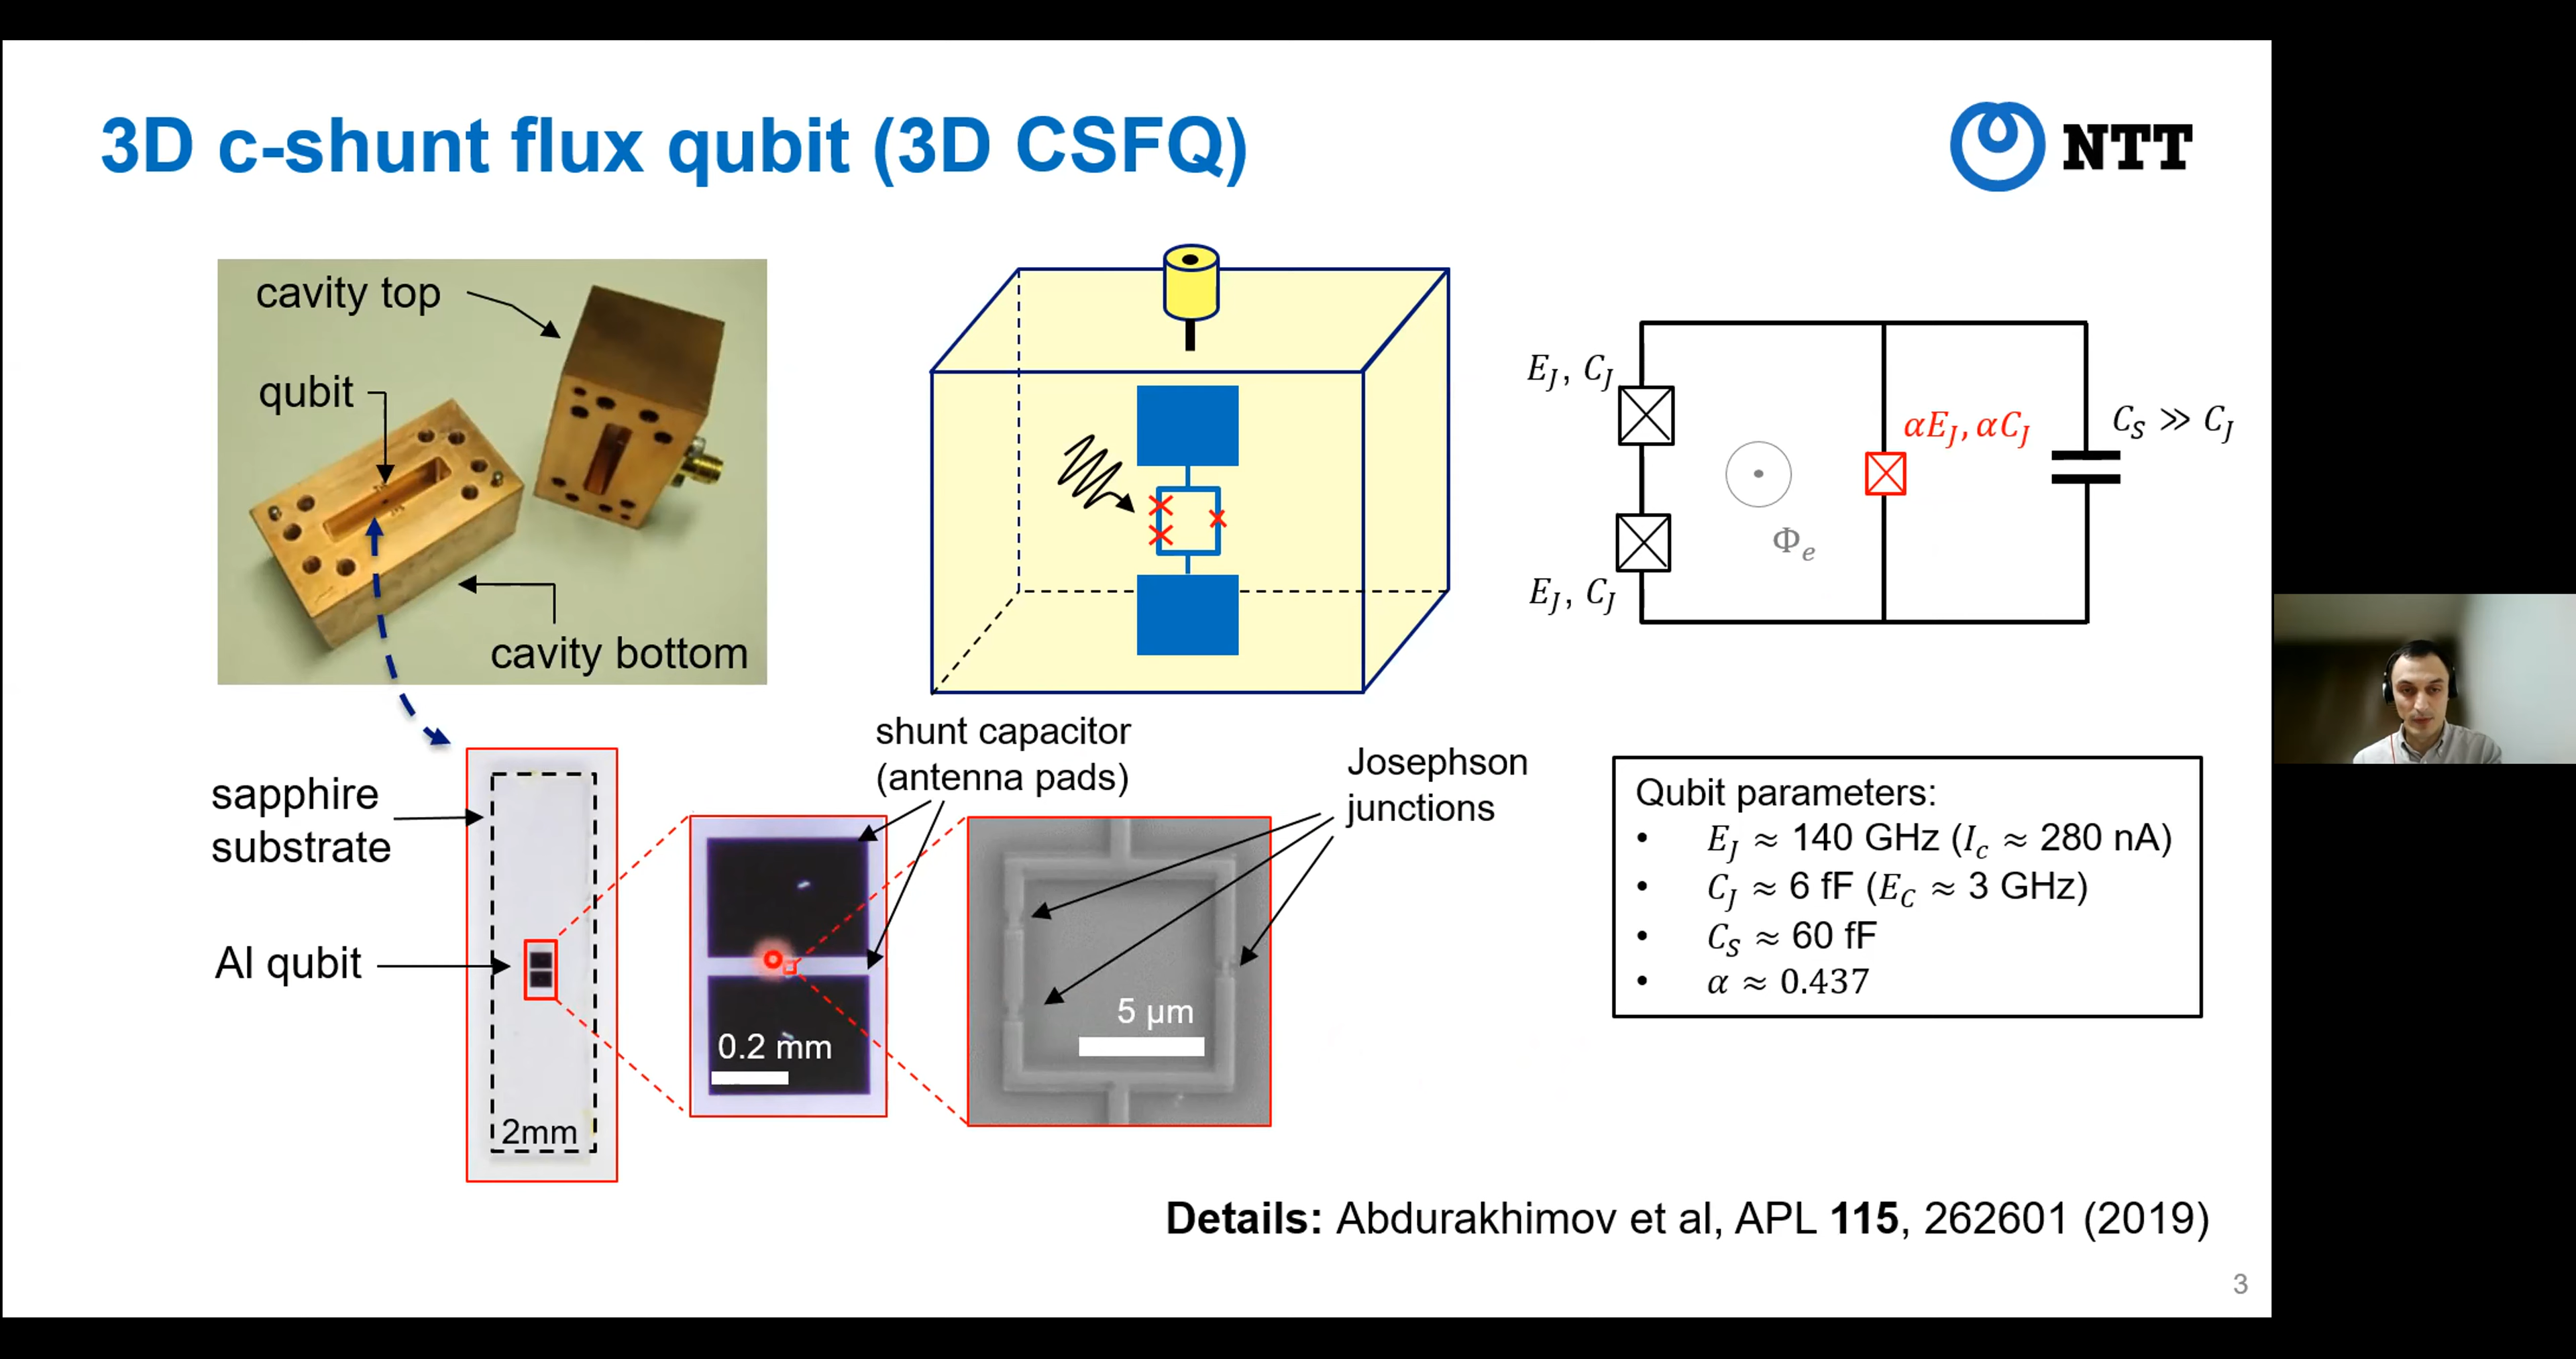 3D c-shunt flux qubit (3D CSFQ)
NTT
cavity top
qubit
cavity bottom
E_J, C_J
αE_J, αC_J
C_S ≫ C_J
Φ_e
E_J, C_J
sapphire
substrate
Al qubit
2mm
shunt capacitor
(antenna pads)
0.2 mm
Josephson
junctions
5 µm
Qubit parameters:
• E_J ≈ 140 GHz (I_c ≈ 280 nA)
• C_J ≈ 6 fF (E_C ≈ 3 GHz)
• C_S ≈ 60 fF
• α ≈ 0.437
Details: Abdurakhimov et al, APL 115, 262601 (2019)
3